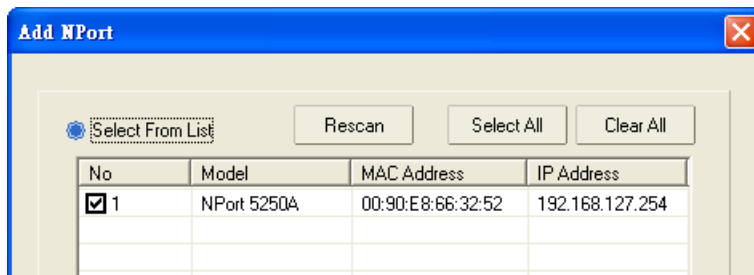 Add NPort
Select From List Rescan Select All Clear All
No Model MAC Address IP Address
1 NPort 5250A 00:90:E8:66:32:52 192.168.127.254